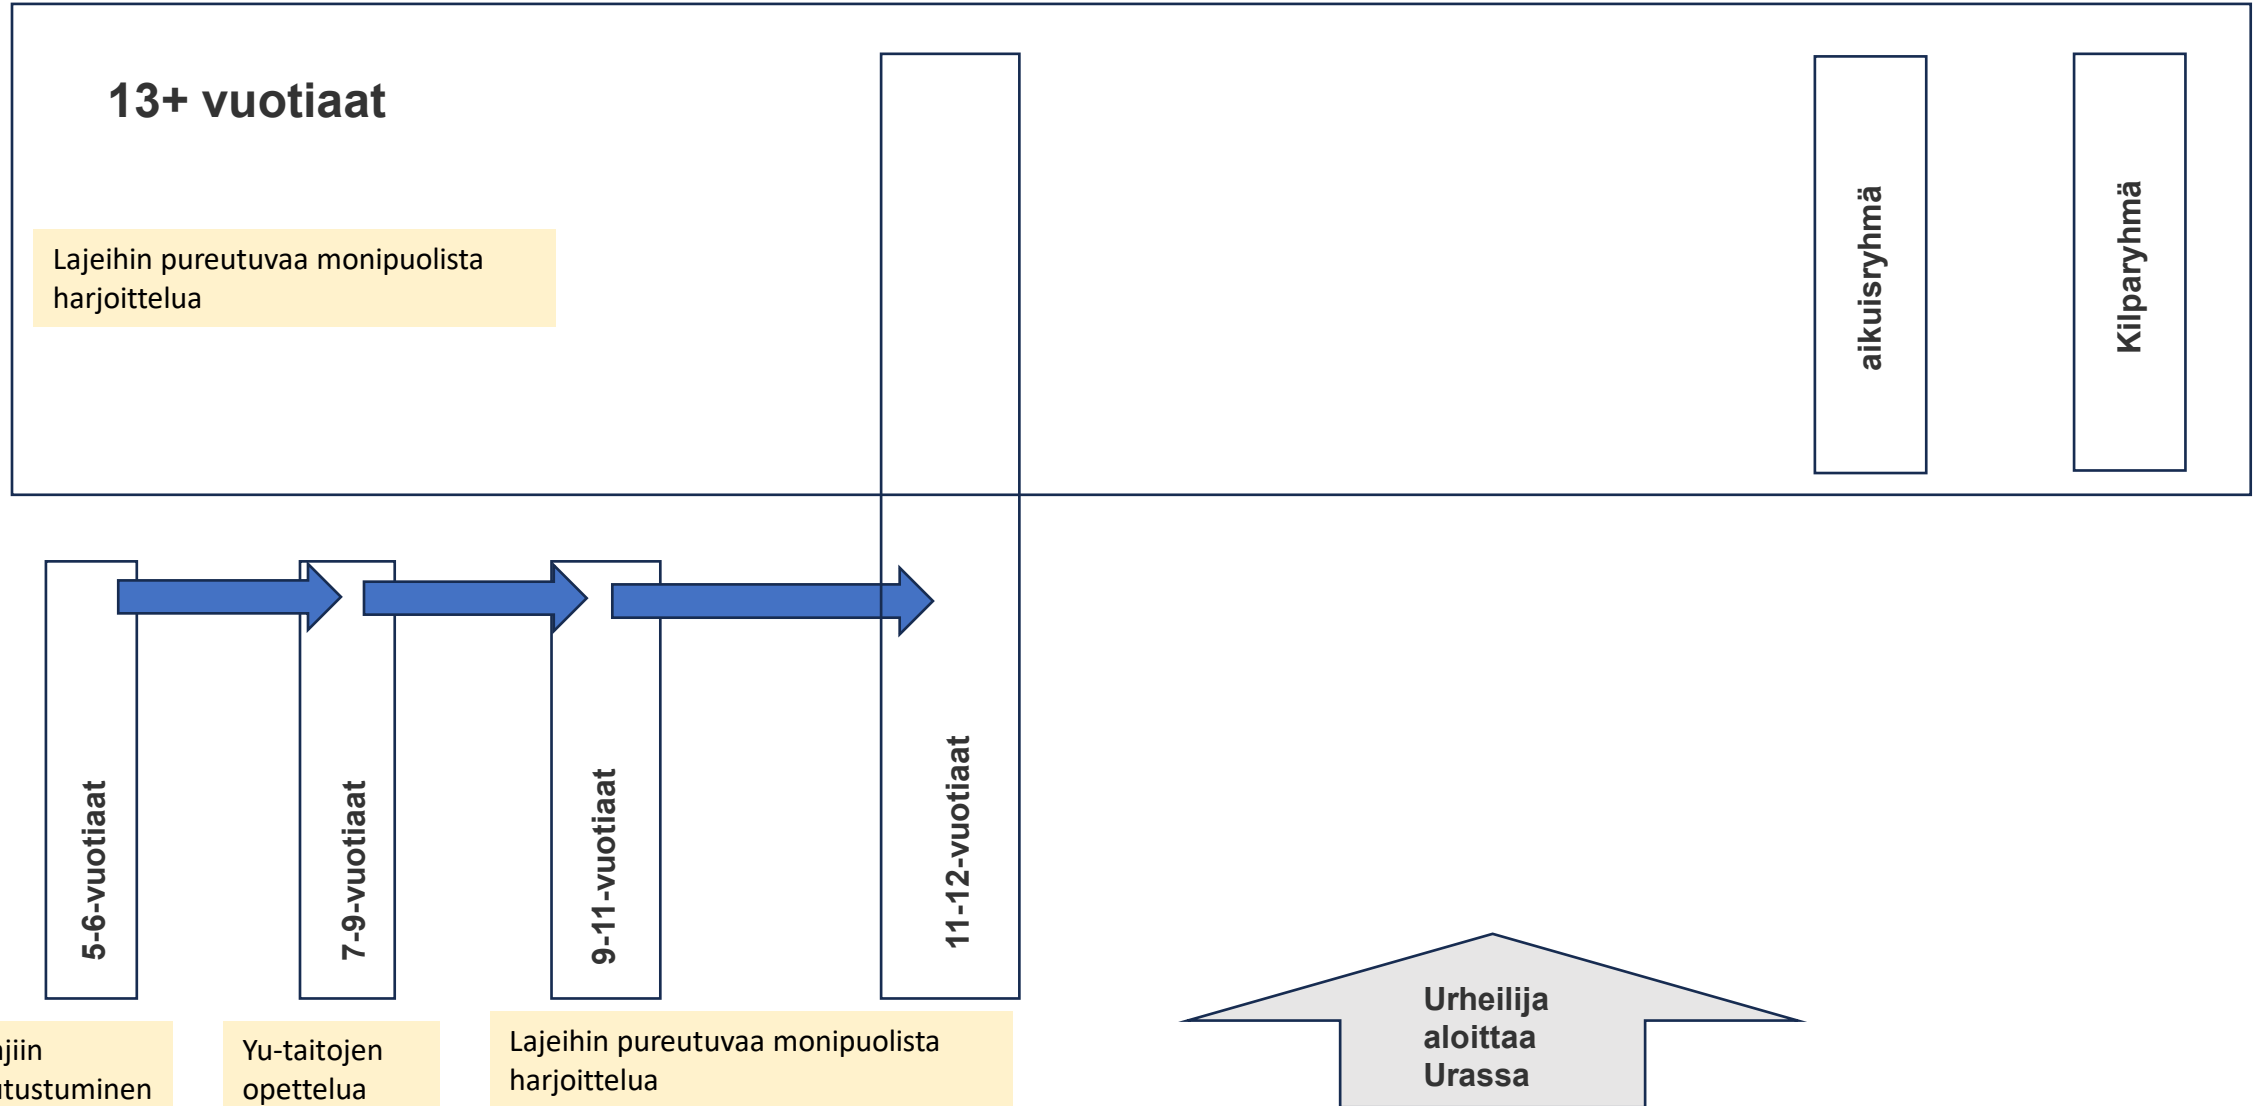 13+ vuotiaat
Lajeihin pureutuvaa monipuolista
harjoittelua
aikuisryhmä
Kilparyhmä
5-6-vuotiaat
7-9-vuotiaat
9-11-vuotiaat
11-12-vuotiaat
Yu-taitojen
opettelua
Lajeihin pureutuvaa monipuolista
harjoittelua
Urheilija
aloittaa
Urassa